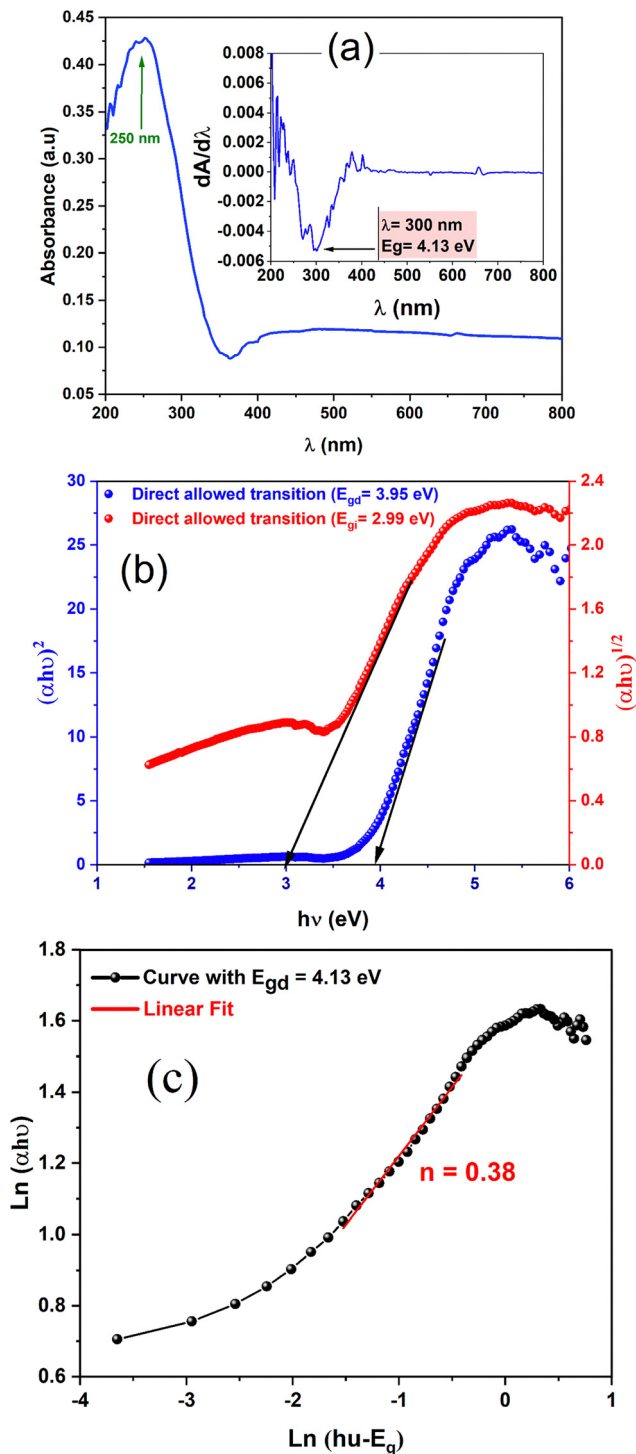 (a)
0.45
0.40
0.35
0.30
0.25
0.20
0.15
0.10
0.05
Absorbance (a.u)
250 nm
200 300 400 500 600 700 800
λ (nm)
0.008
0.006
0.004
0.002
0.000
-0.002
-0.004
-0.006
dA/dλ
λ= 300 nm
Eg= 4.13 eV
200 300 400 500 600 700 800
λ (nm)
(b)
Direct allowed transition (Egd= 3.95 eV)
Direct allowed transition (Egi= 2.99 eV)
30
25
20
15
10
5
0
(αhυ)²
2.4
1.8
1.2
0.6
0.0
(αhυ)^1/2
1 2 3 4 5 6
hν (eV)
(c)
Curve with Egd = 4.13 eV
Linear Fit
n = 0.38
1.8
1.6
1.4
1.2
1.0
0.8
0.6
Ln (αhυ)
-4 -3 -2 -1 0 1
Ln (hu-Eg)